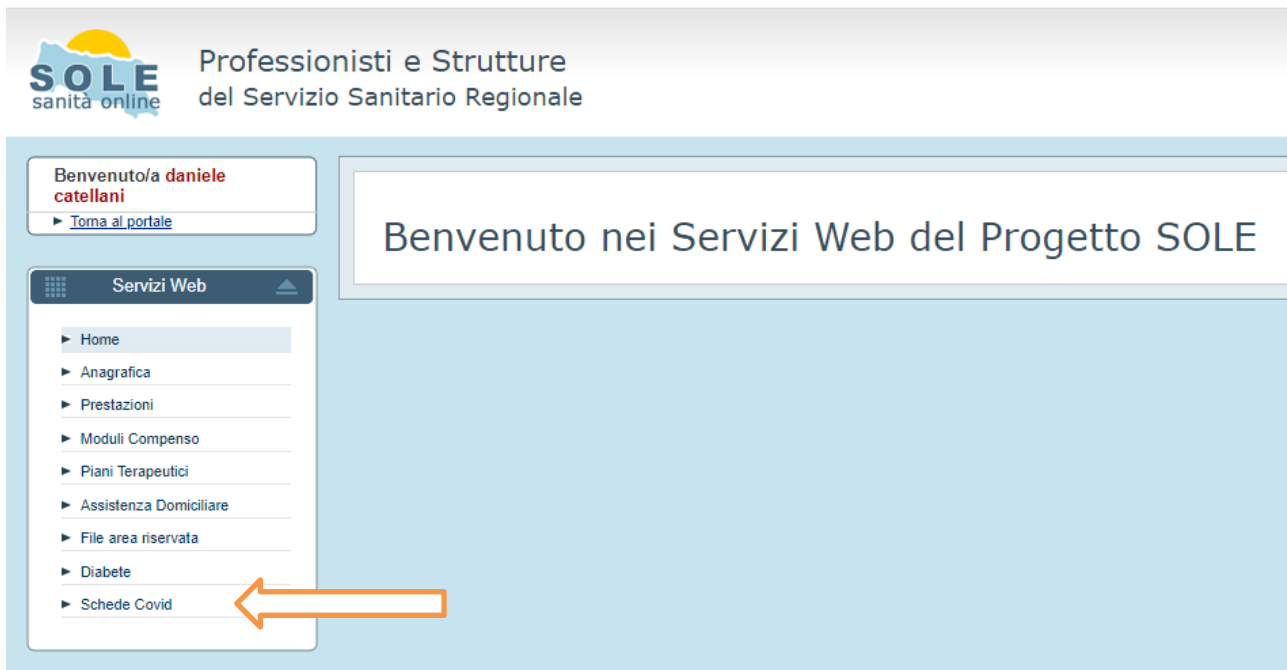 SOLE
sanità online
Professionisti e Strutture
del Servizio Sanitario Regionale
Benvenuto/a daniele
catellani
Torna al portale
Benvenuto nei Servizi Web del Progetto SOLE
Servizi Web
Home
Anagrafica
Prestazioni
Moduli Compenso
Piani Terapeutici
Assistenza Domiciliare
File area riservata
Diabete
Schede Covid